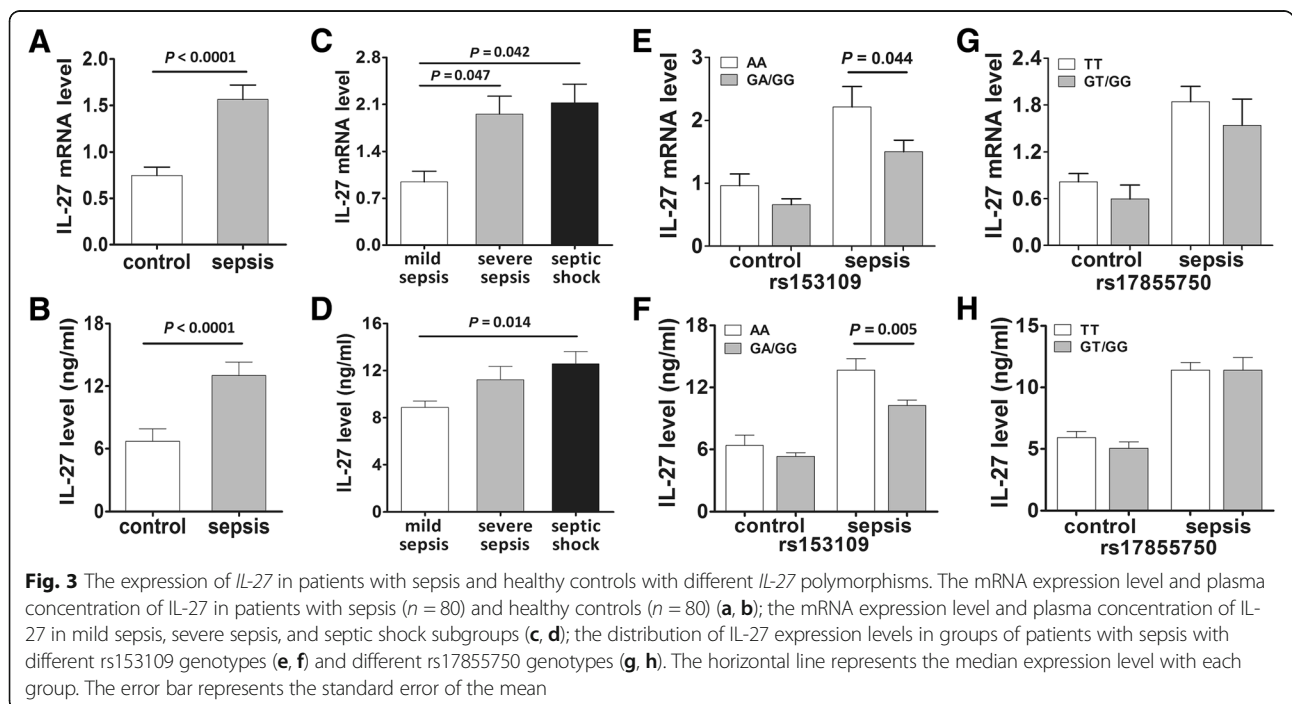 A
P < 0.0001
IL-27 mRNA level
2.0
1.5
1.0
0.5
0.0
control sepsis
C
P = 0.042
P = 0.047
IL-27 mRNA level
2.8
2.1
1.4
0.7
0.0
mild sepsis
severe sepsis
septic shock
E
AA
GA/GG
P = 0.044
IL-27 mRNA level
3
2
1
0
control sepsis
rs153109
G
TT
GT/GG
IL-27 mRNA level
2.4
1.8
1.2
0.6
0.0
control sepsis
rs17855750
B
P < 0.0001
IL-27 level (ng/ml)
18
12
6
0
control sepsis
D
P = 0.014
IL-27 level (ng/ml)
16
12
8
4
0
mild sepsis
severe sepsis
septic shock
F
AA
GA/GG
P = 0.005
IL-27 level (ng/ml)
18
12
6
0
control sepsis
rs153109
H
TT
GT/GG
IL-27 level (ng/ml)
15
10
5
0
control sepsis
rs17855750
Fig. 3 The expression of IL-27 in patients with sepsis and healthy controls with different IL-27 polymorphisms. The mRNA expression level and plasma
concentration of IL-27 in patients with sepsis (n = 80) and healthy controls (n = 80) (a, b); the mRNA expression level and plasma concentration of IL-
27 in mild sepsis, severe sepsis, and septic shock subgroups (c, d); the distribution of IL-27 expression levels in groups of patients with sepsis with
different rs153109 genotypes (e, f) and different rs17855750 genotypes (g, h). The horizontal line represents the median expression level with each
group. The error bar represents the standard error of the mean